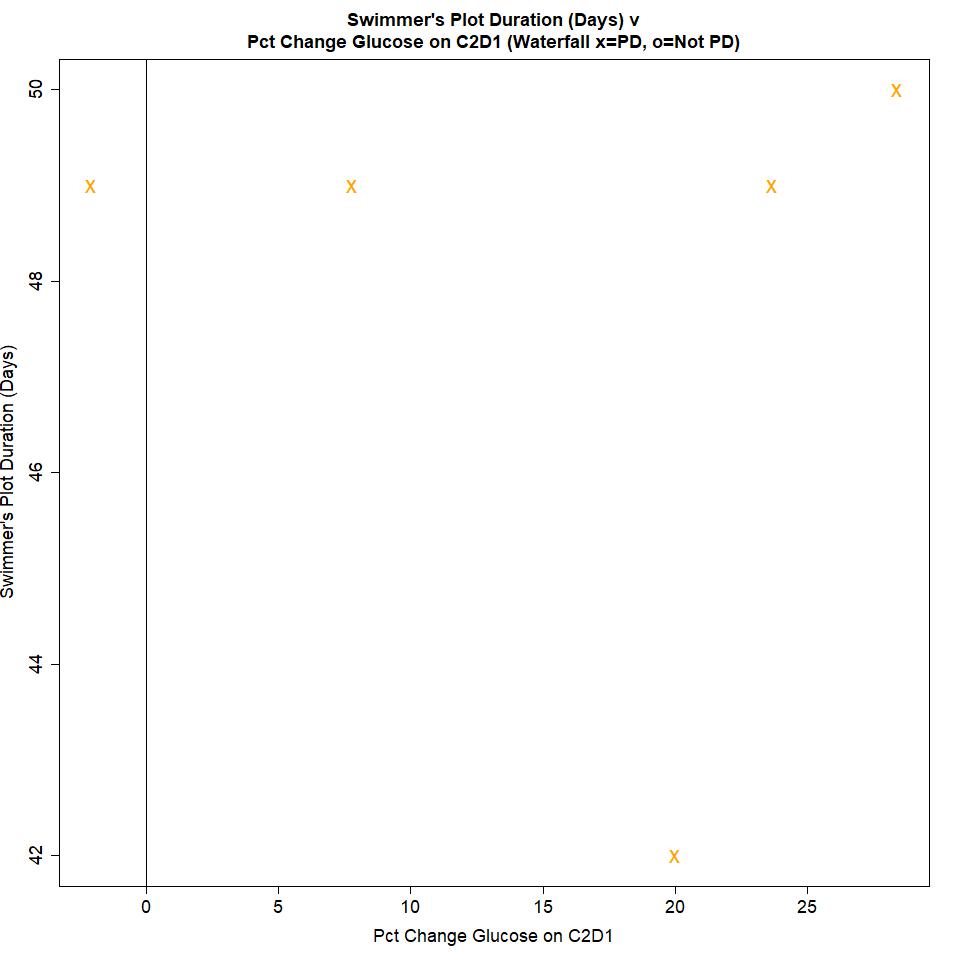 Swimmer's Plot Duration (Days) v
Pct Change Glucose on C2D1 (Waterfall x=PD, o=Not PD)
Swimmer's Plot Duration (Days)
50
48
46
44
42
X
X
X
X
X
0 5 10 15 20 25
Pct Change Glucose on C2D1